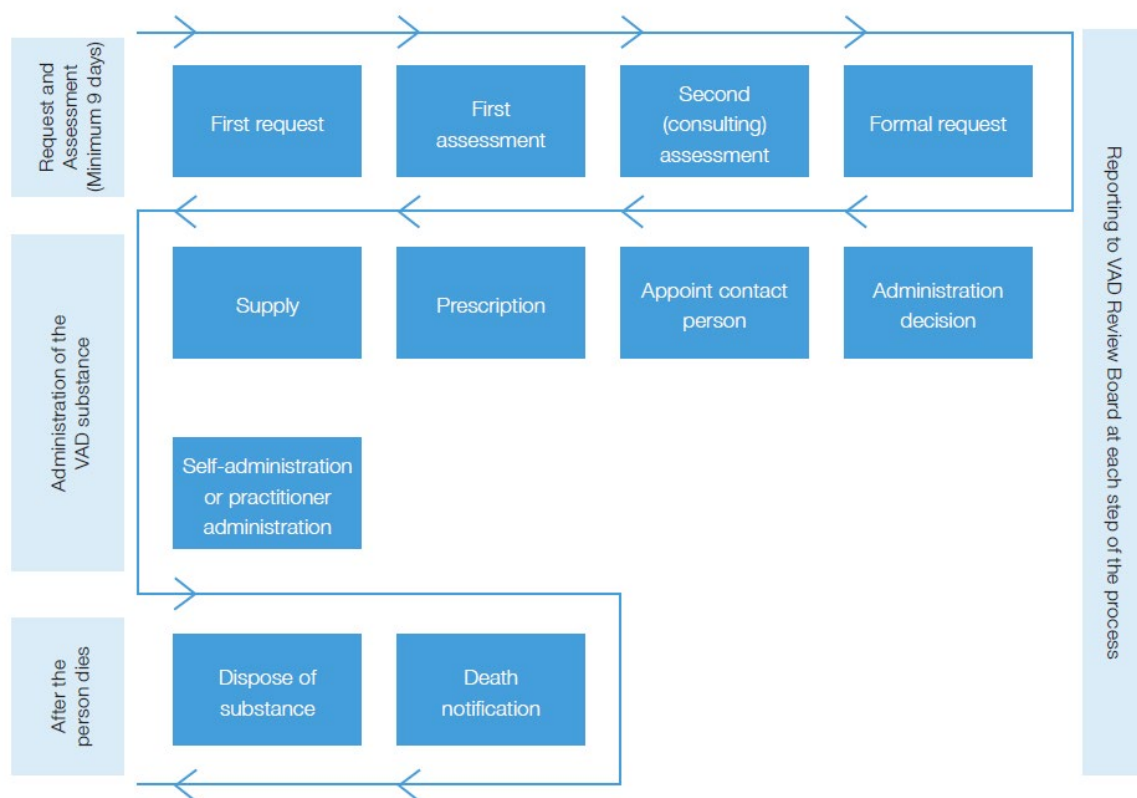 Request and
Assessment
(Minimum 9 days)
First request
First
assessment
Second
(consulting)
assessment
Formal request
Administration of the
VAD substance
Supply
Prescription
Appoint contact
person
Administration
decision
Self-administration
or practitioner
administration
After the
person dies
Dispose of
substance
Death
notification
Reporting to VAD Review Board at each step of the process